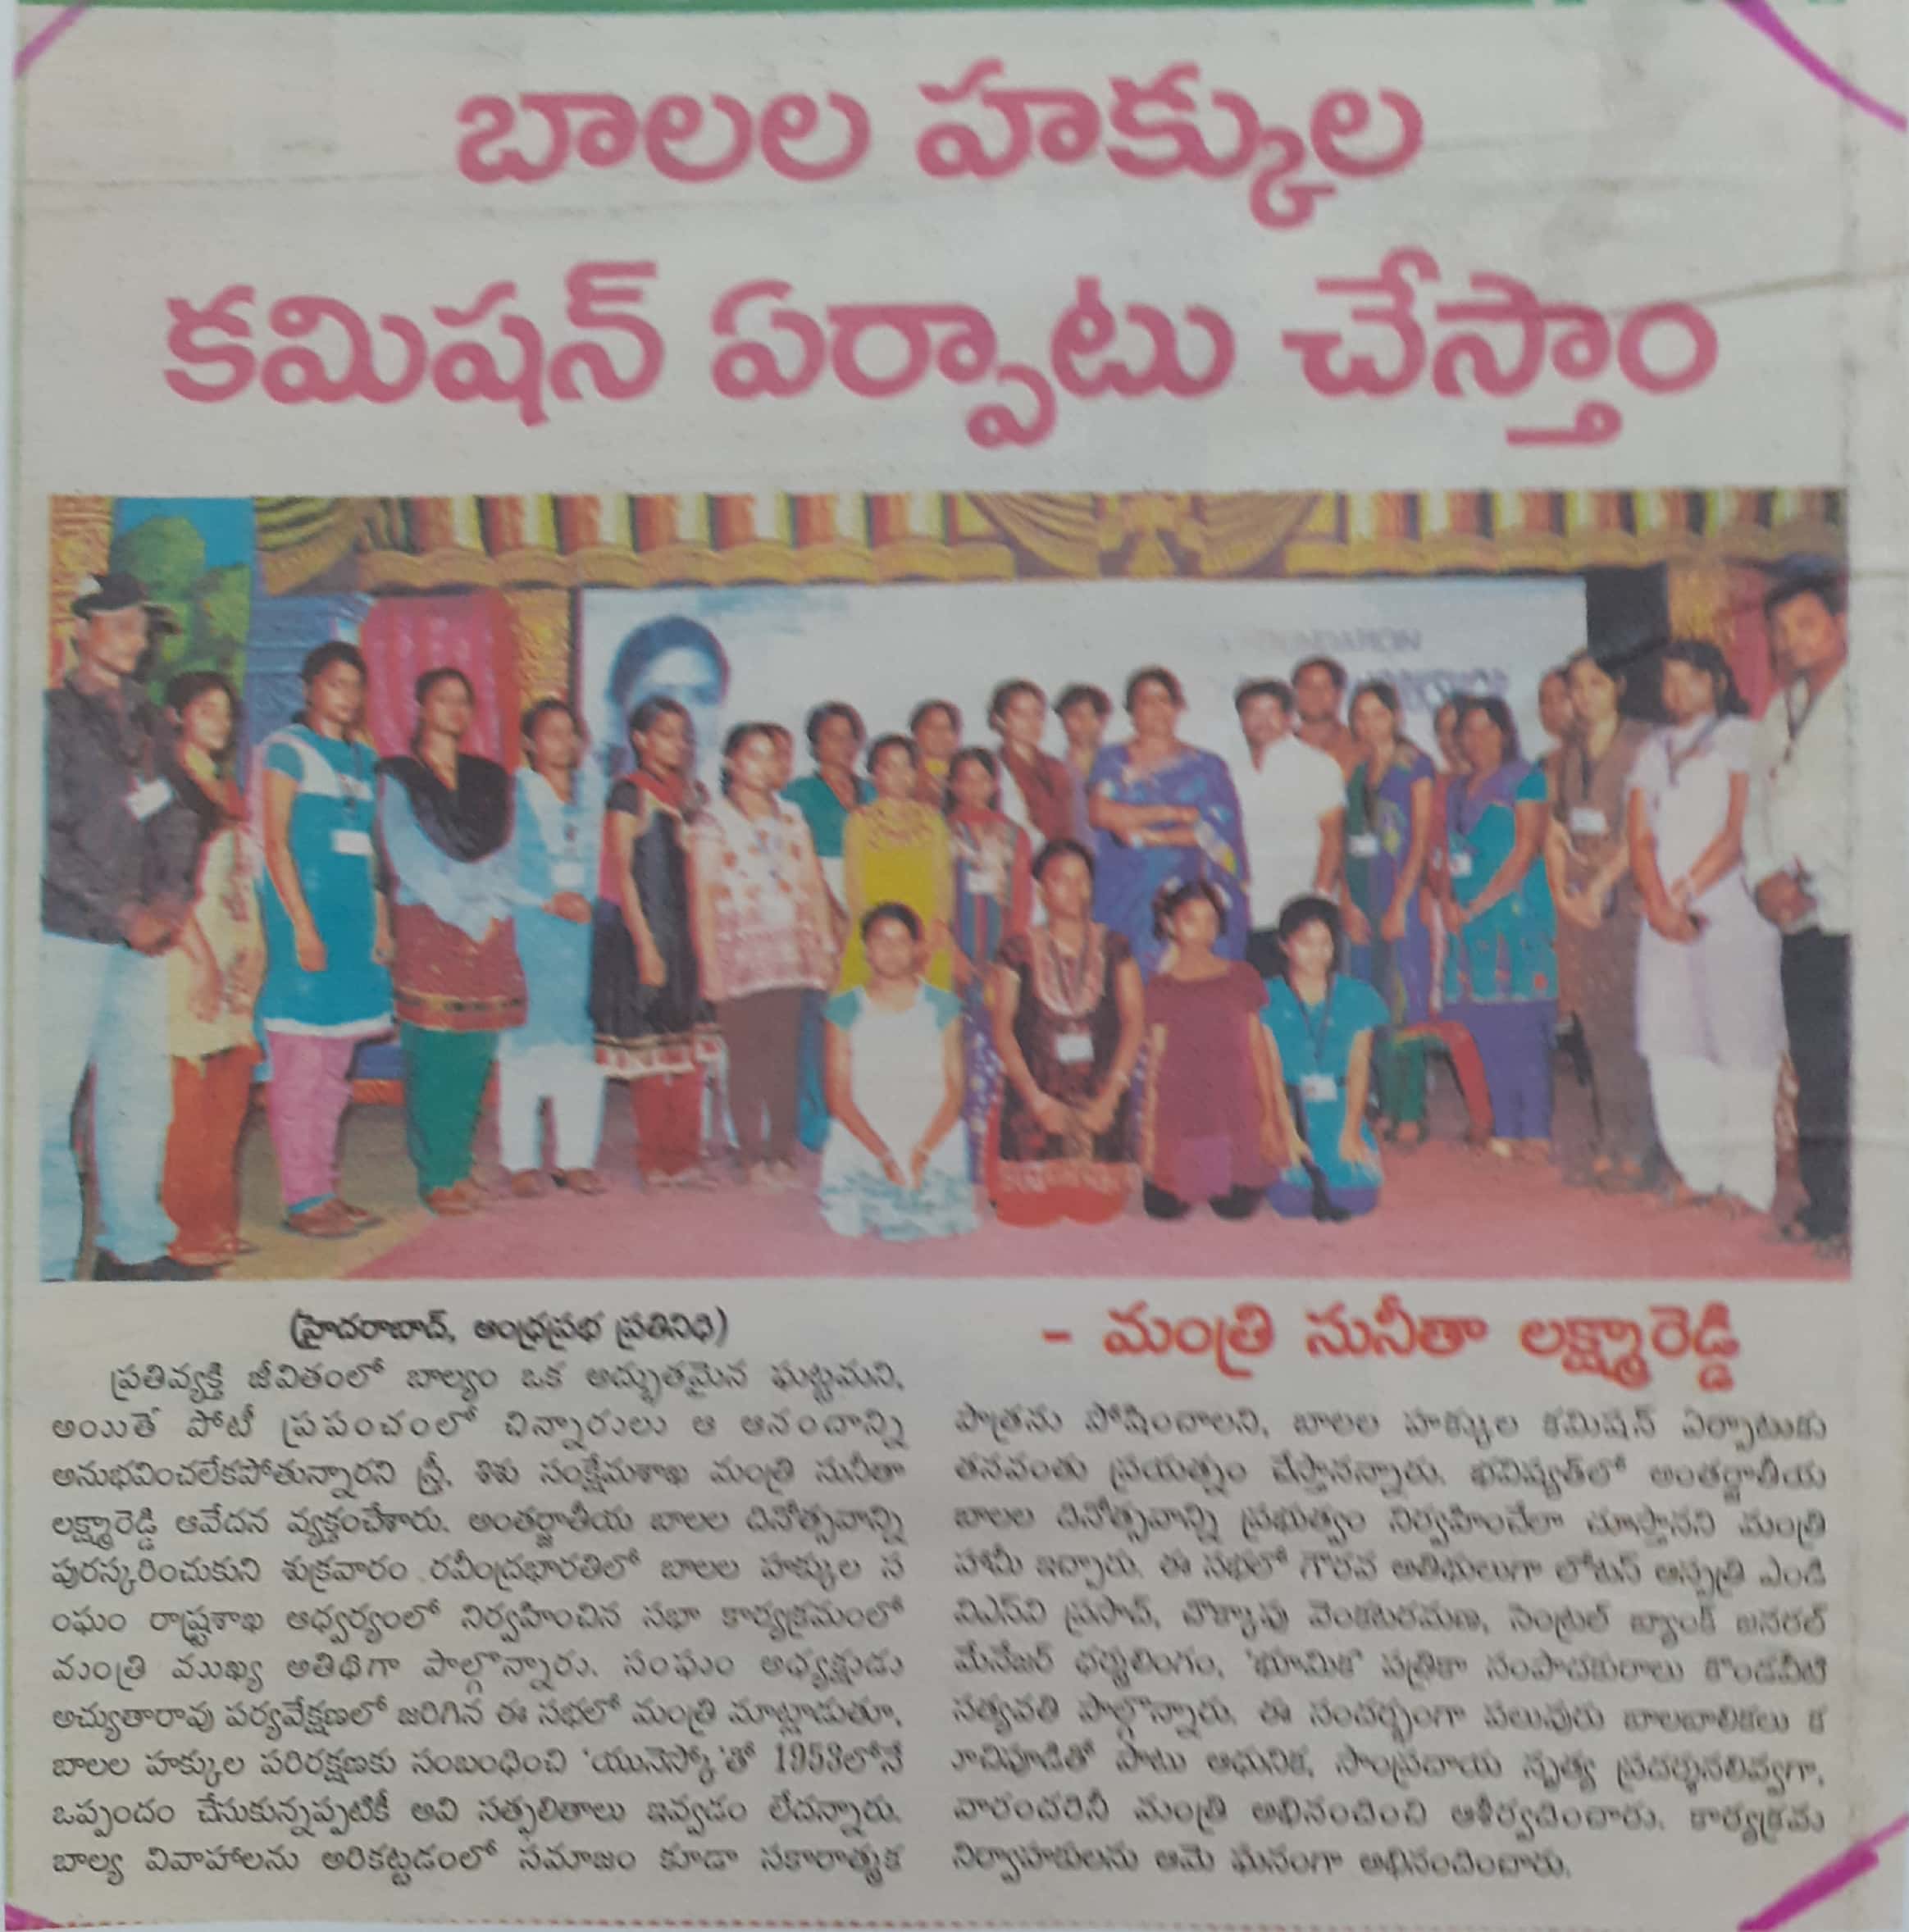 బాలల హక్కుల
కమిషన్ ఏర్పాటు చేస్తాం
(హైదరాబాద్, ఆంధ్రప్రభ ప్రతినిధి)
ప్రతివ్యక్తి జీవితంలో బాల్యం ఒక అద్భుతమైన ఘట్టమని,
అయితే పోటీ ప్రపంచంలో చిన్నారులు ఆ ఆనందాన్ని
అనుభవించలేకపోతున్నారని స్త్రీ, శిశు సంక్షేమశాఖ మంత్రి సునీతా
లక్ష్మారెడ్డి ఆవేదన వ్యక్తంచేశారు. అంతర్జాతీయ బాలల దినోత్సవాన్ని
పురస్కరించుకుని శుక్రవారం రవీంద్రభారతిలో బాలల హక్కుల స
ంఘం రాష్ట్రశాఖ ఆధ్వర్యంలో నిర్వహించిన సభా కార్యక్రమంలో
మంత్రి ముఖ్య అతిథిగా పాల్గొన్నారు. సంఘం అధ్యక్షుడు
అచ్యుతారావు పర్యవేక్షణలో జరిగిన ఈ సభలో మంత్రి మాట్లాడుతూ,
బాలల హక్కుల పరిరక్షణకు సంబంధించి 'యునెస్కో'తో 1953లోనే
ఒప్పందం చేసుకున్నప్పటికీ అవి సత్ఫలితాలు ఇవ్వడం లేదన్నారు.
బాల్య వివాహాలను అరికట్టడంలో సమాజం కూడా సకారాత్మక
- మంత్రి సునీతా లక్ష్మారెడ్డి
పాత్రను పోషించాలని, బాలల హక్కుల కమిషన్ ఏర్పాటుకు
తనవంతు ప్రయత్నం చేస్తానన్నారు. భవిష్యత్‌లో అంతర్జాతీయ
బాలల దినోత్సవాన్ని ప్రభుత్వం నిర్వహించేలా చూస్తానని మంత్రి
హామీ ఇచ్చారు. ఈ సభలో గౌరవ అతిథులుగా లోటస్ ఆస్పత్రి ఎండి
విఎస్‌వి ప్రసాద్, చొక్కాపు వెంకటరమణ, సెంట్రల్ బ్యాంక్ జనరల్
మేనేజర్ ధర్మలింగం, 'భూమిక' పత్రికా సంపాదకురాలు కొండవీటి
సత్యవతి పాల్గొన్నారు. ఈ సందర్భంగా పలువురు బాలబాలికలు క
ూచిపూడితో పాటు ఆధునిక, సాంప్రదాయ నృత్య ప్రదర్శనలివ్వగా,
వారందరినీ మంత్రి అభినందించి ఆశీర్వదించారు. కార్యక్రమ
నిర్వాహకులను ఆమె ఘనంగా అభినందించారు.